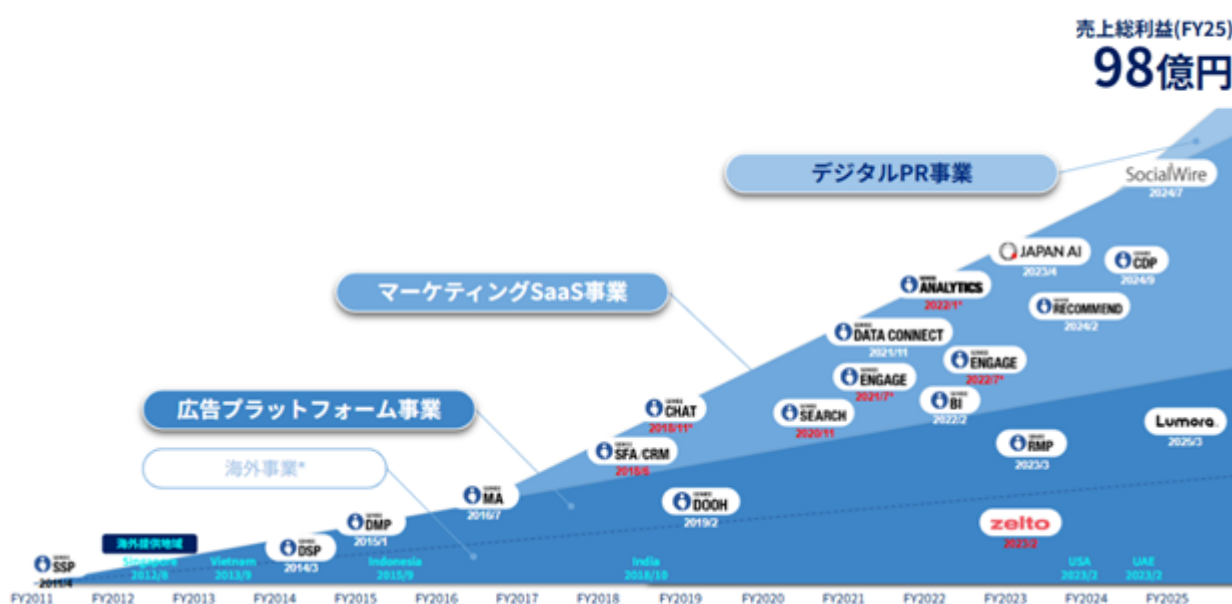 売上総利益(FY25)
98億円
デジタルPR事業
SocialWire
2024/7
JAPAN AI
2023/4
CDP
2024/9
マーケティングSaaS事業
ANALYTICS
2022/1*
RECOMMEND
2024/2
DATA CONNECT
2021/11
ENGAGE
2022/7*
ENGAGE
2021/7*
広告プラットフォーム事業
CHAT
2018/11*
SEARCH
2020/11
BI
2022/2
Lumora.
2025/3
SFA/CRM
2018/6
RMP
2023/3
海外事業*
MA
2016/7
DOOH
2019/2
DMP
2015/1
zelto
2023/2
海外提供地域
DSP
2014/3
SSP
2011/4
Singapore
2012/8
Vietnam
2013/9
Indonesia
2015/9
India
2018/10
USA
2023/2
UAE
2023/2
FY2011 FY2012 FY2013 FY2014 FY2015 FY2016 FY2017 FY2018 FY2019 FY2020 FY2021 FY2022 FY2023 FY2024 FY2025